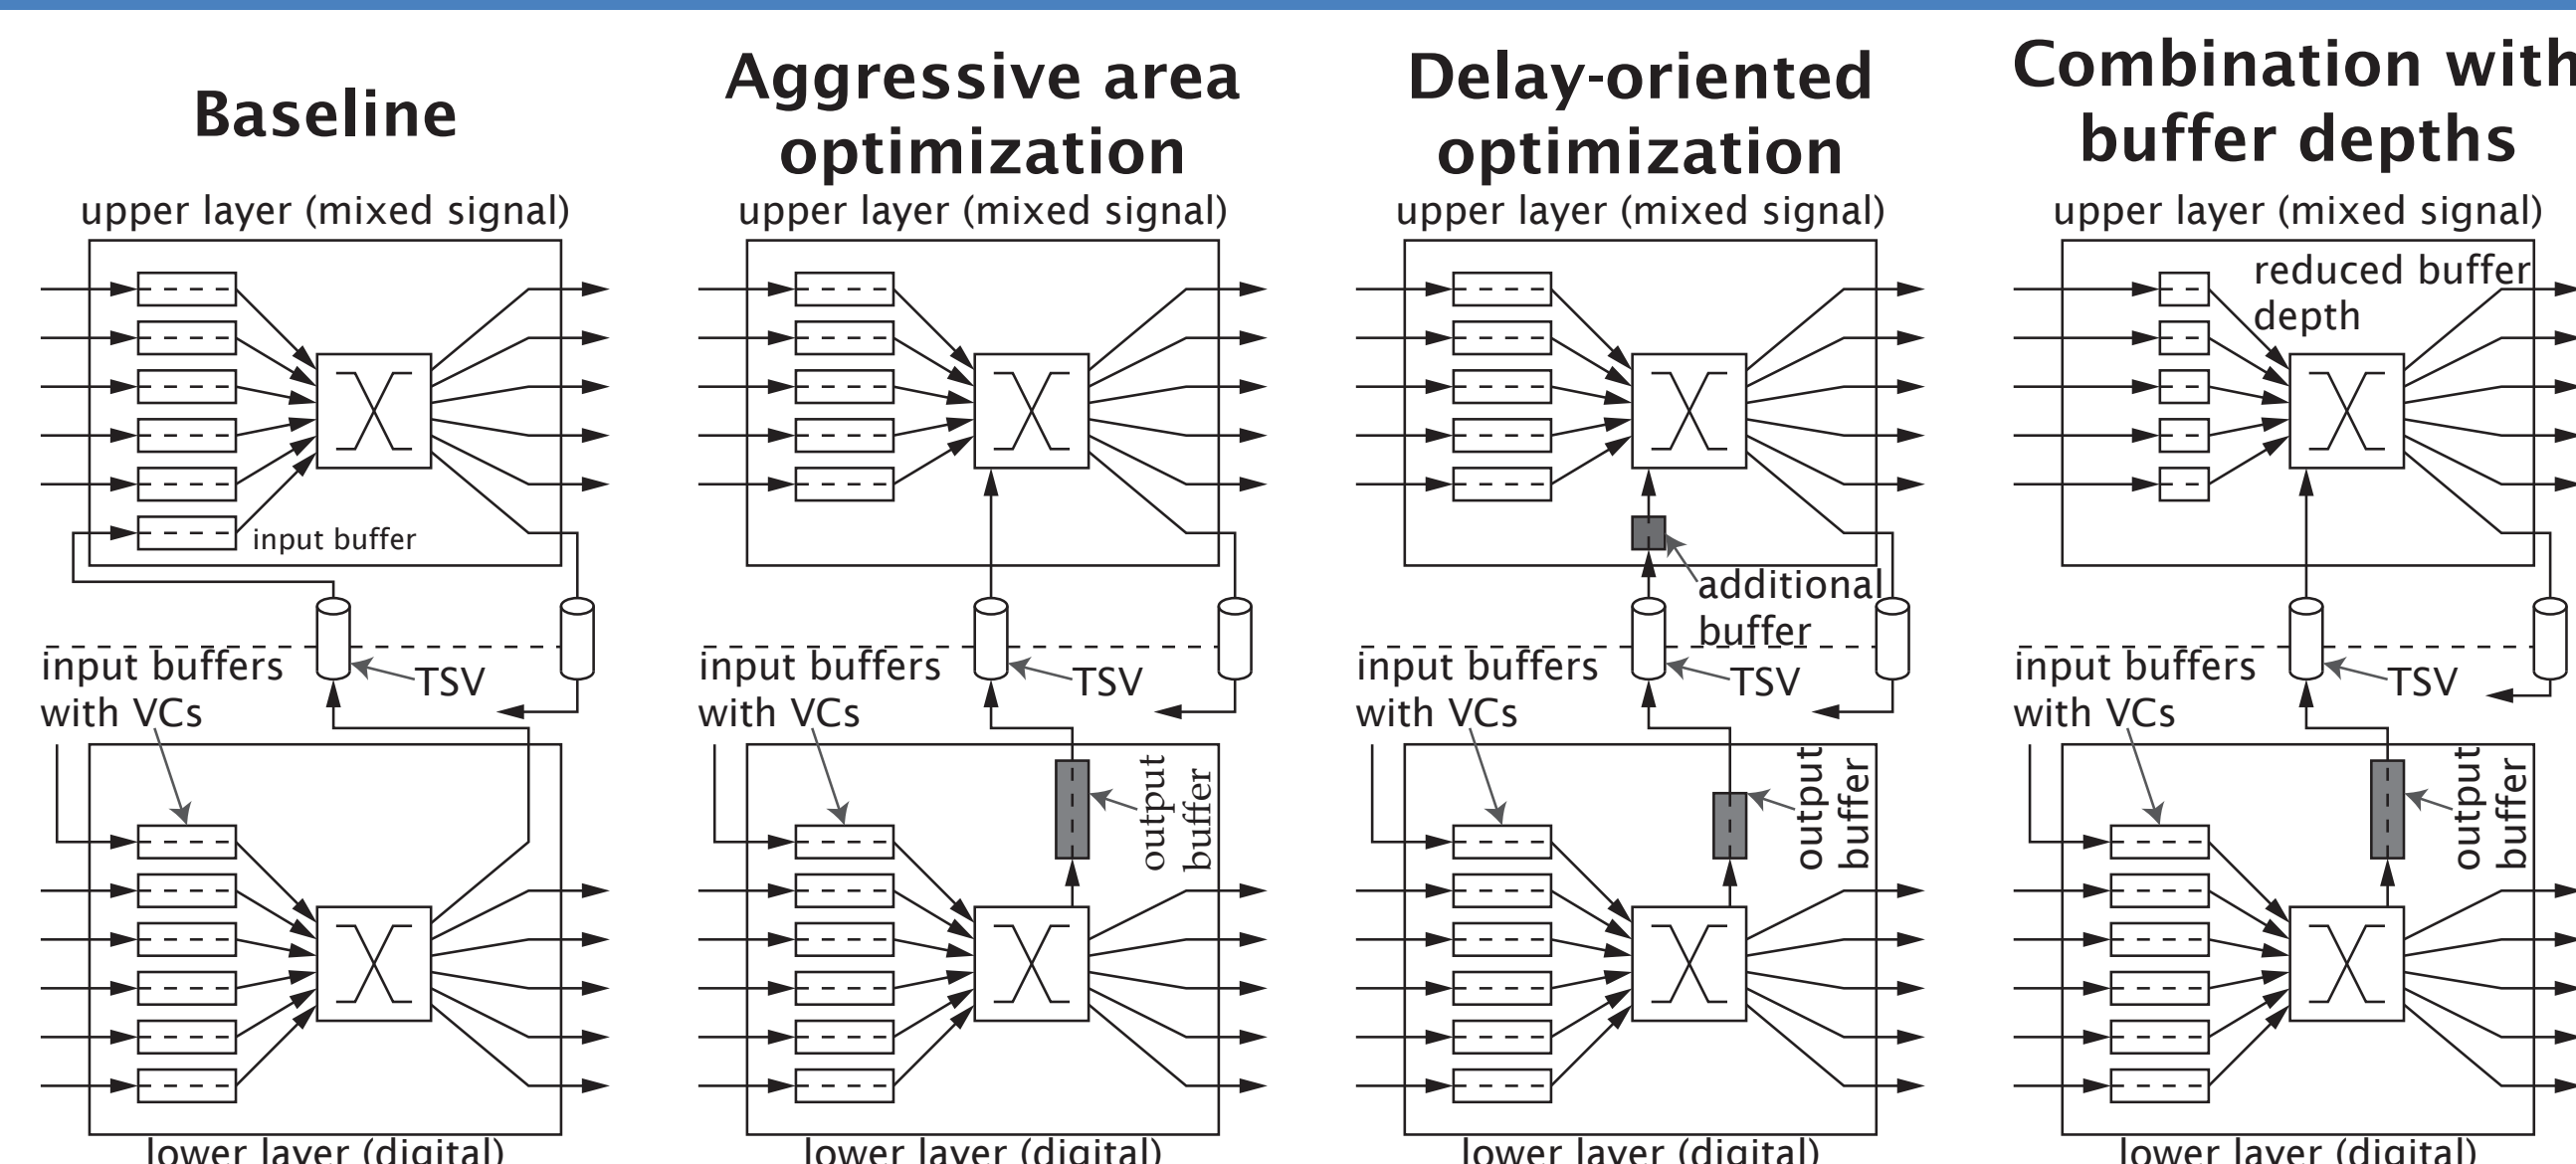 Baseline
upper layer (mixed signal)
input buffer
input buffers
with VCs
TSV
lower layer (digital)
Aggressive area
optimization
upper layer (mixed signal)
input buffers
with VCs
TSV
output
buffer
lower layer (digital)
Delay-oriented
optimization
upper layer (mixed signal)
additional
buffer
input buffers
with VCs
TSV
output
buffer
lower layer (digital)
Combination with
buffer depths
upper layer (mixed signal)
reduced buffer
depth
input buffers
with VCs
TSV
output
buffer
lower layer (digital)